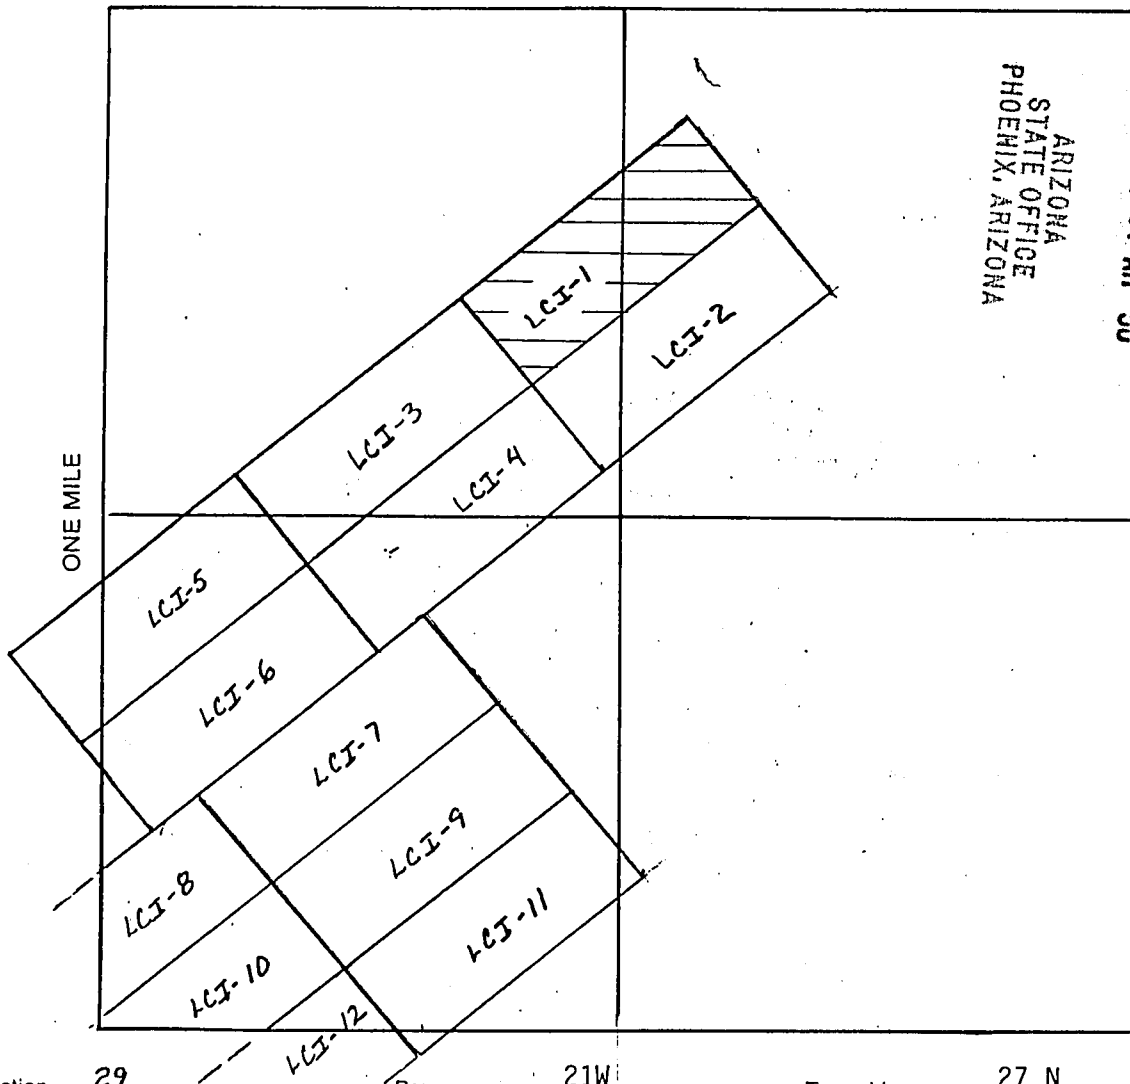 ARIZONA
STATE OFFICE
PHOENIX, ARIZONA
LCI-1
LCI-2
LCI-3
LCI-4
ONE MILE
LCI-5
LCI-6
LCI-7
LCI-8
LCI-9
LCI-10
LCI-11
LCI-12
29 21W 27 N